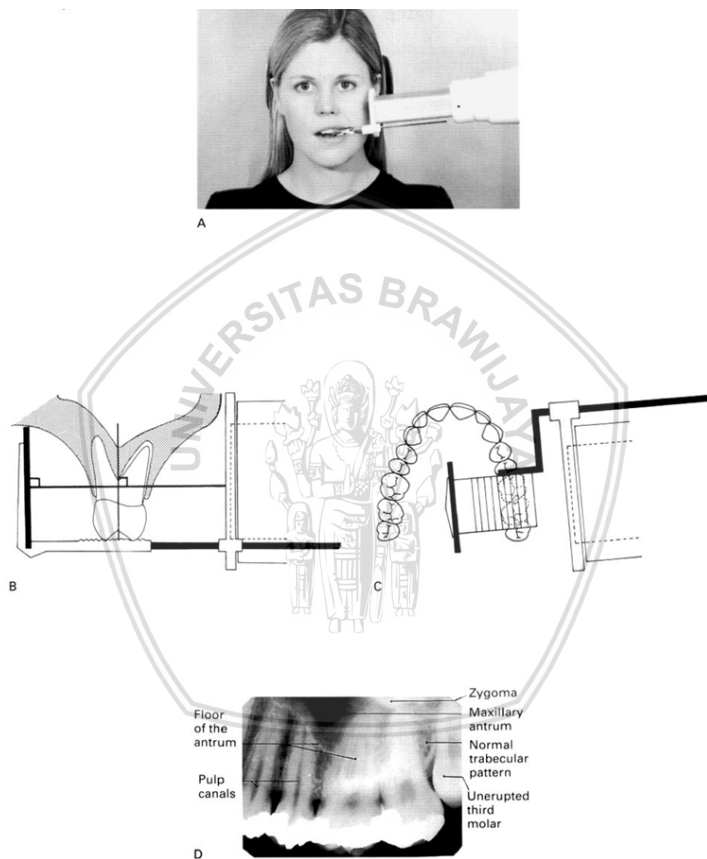 A
UNIVERSITAS BRAWIJAYA
B
C
Zygoma
Maxillary
antrum
Normal
trabecular
pattern
Unerupted
third
molar
Floor
of the
antrum
Pulp
canals
D